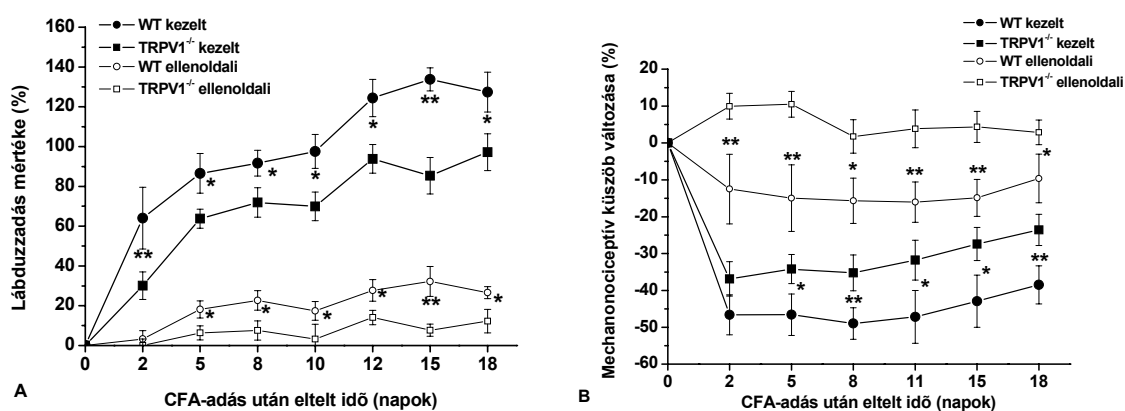 WT kezelt
TRPV1-/- kezelt
WT ellenoldali
TRPV1-/- ellenoldali
Lábduzzadás mértéke (%)
160
140
120
100
80
60
40
20
0
**
*
*
*
*
**
*
*
*
*
*
**
*
0 2 5 8 10 12 15 18
CFA-adás után eltelt idő (napok)
A
WT kezelt
TRPV1-/- kezelt
WT ellenoldali
TRPV1-/- ellenoldali
Mechanonociceptív küszöb változása (%)
20
10
0
-10
-20
-30
-40
-50
-60
**
**
*
**
**
*
*
**
*
*
**
0 2 5 8 11 15 18
CFA-adás után eltelt idő (napok)
B